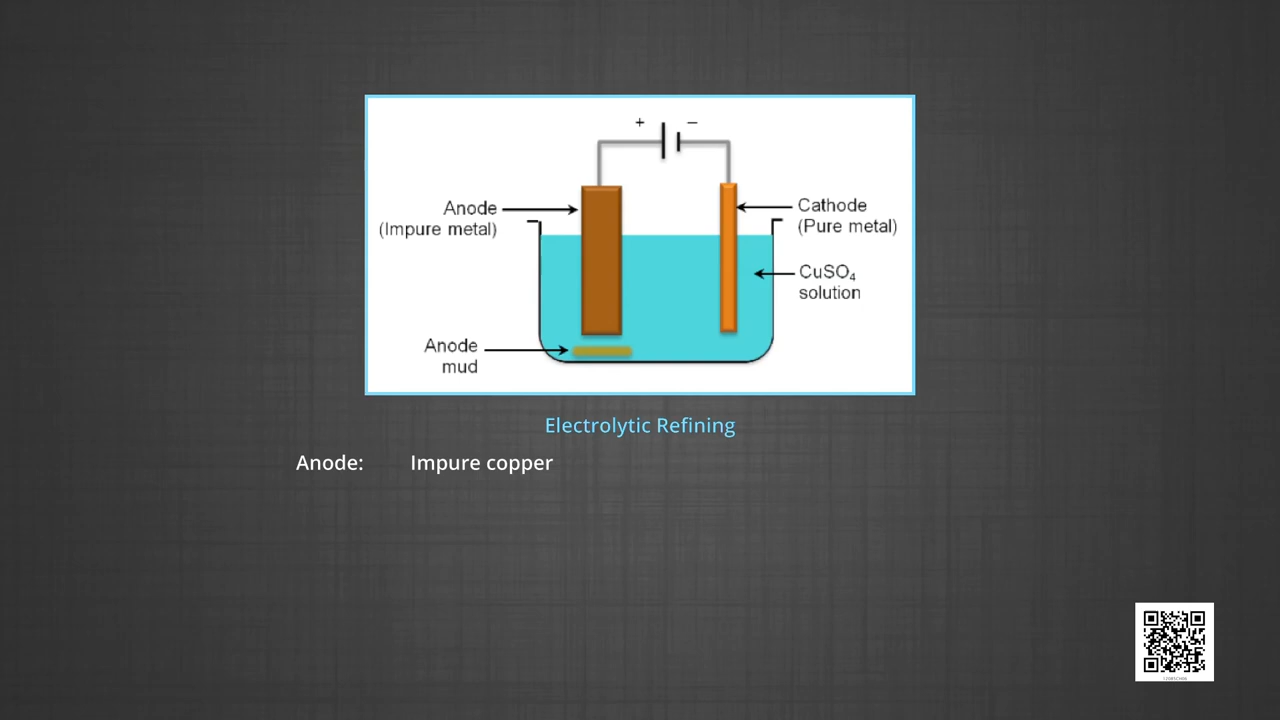 + −
Anode
(Impure metal)
Cathode
(Pure metal)
CuSO₄
solution
Anode
mud
Electrolytic Refining
Anode: Impure copper